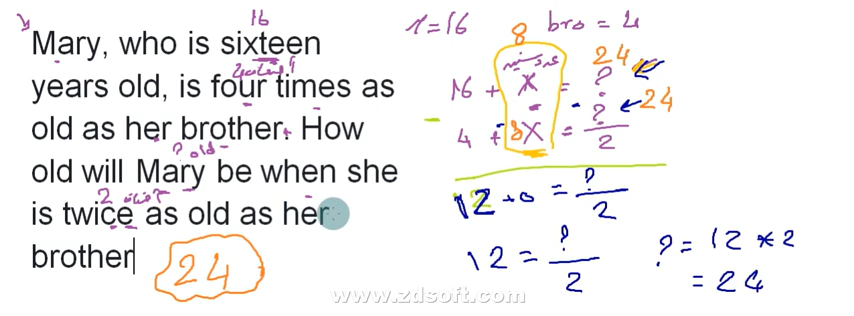 16
Mary, who is sixteen
years old, is four times as
old as her brother. How
? old
old will Mary be when she
2
is twice as old as her
brother
24
bro = 4
8 24
16 + X = ?
24
- 4 + X = ?/2
12 + 0 = ?/2
12 = ?/2
? = 12 * 2
= 24
www.zdsoft.com